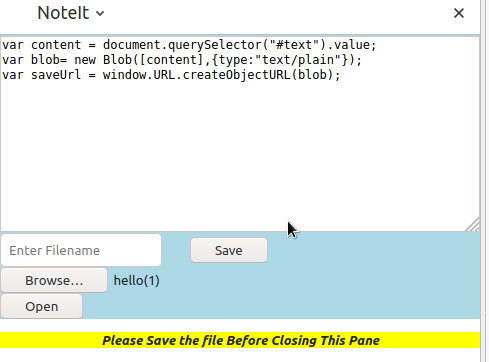 NoteIt
var content = document.querySelector("#text").value;
var blob= new Blob([content],{type:"text/plain"});
var saveUrl = window.URL.createObjectURL(blob);
Enter Filename
Save
Browse... hello(1)
Open
Please Save the file Before Closing This Pane